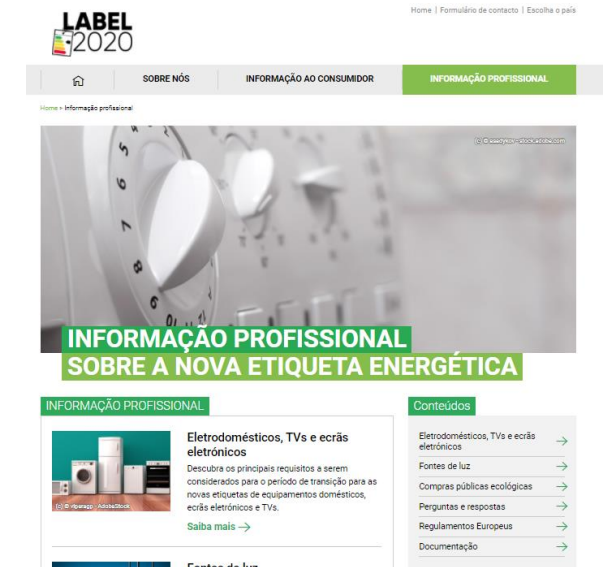 Home | Formulário de contacto | Escolha o país
LABEL
2020
SOBRE NÓS
INFORMAÇÃO AO CONSUMIDOR
INFORMAÇÃO PROFISSIONAL
Home » Informação profissional
INFORMAÇÃO PROFISSIONAL
SOBRE A NOVA ETIQUETA ENERGÉTICA
INFORMAÇÃO PROFISSIONAL
Eletrodomésticos, TVs e ecrãs
eletrónicos
Descubra os principais requisitos a serem
considerados para o período de transição para as
novas etiquetas de equipamentos domésticos,
ecrãs eletrónicos e TVs.
Saiba mais →
(c) © viparapp - AdobeStock
Conteúdos
Eletrodomésticos, TVs e ecrãs
eletrónicos
Fontes de luz
Compras públicas ecológicas
Perguntas e respostas
Regulamentos Europeus
Documentação